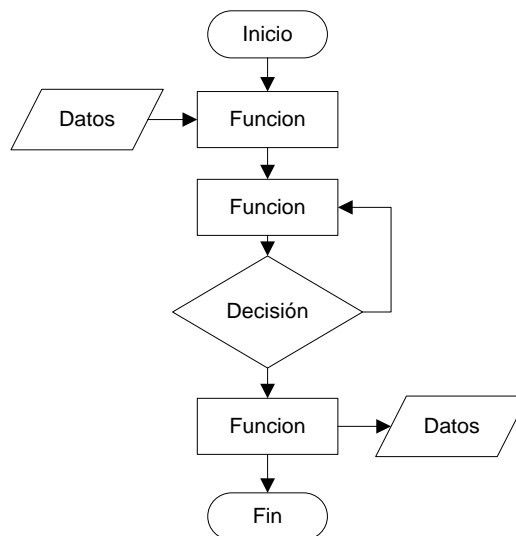 Inicio
Datos
Funcion
Funcion
Decisión
Funcion
Datos
Fin